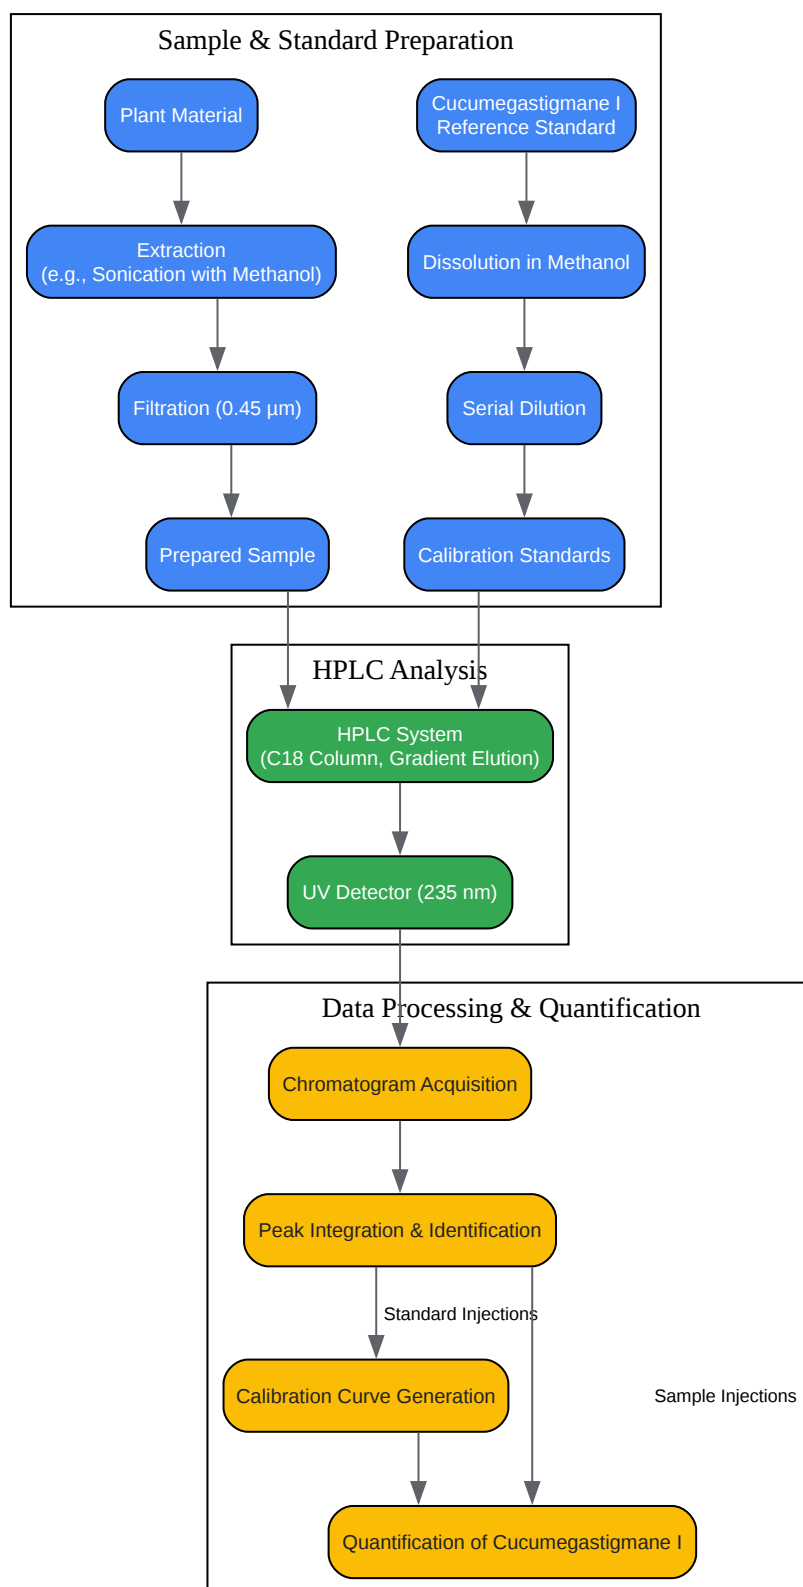 Sample & Standard Preparation
Plant Material
Cucumegastigmane I
Reference Standard
Extraction
(e.g., Sonication with Methanol)
Dissolution in Methanol
Filtration (0.45 µm)
Serial Dilution
Prepared Sample
Calibration Standards
HPLC Analysis
HPLC System
(C18 Column, Gradient Elution)
UV Detector (235 nm)
Data Processing & Quantification
Chromatogram Acquisition
Peak Integration & Identification
Standard Injections
Calibration Curve Generation
Sample Injections
Quantification of Cucumegastigmane I